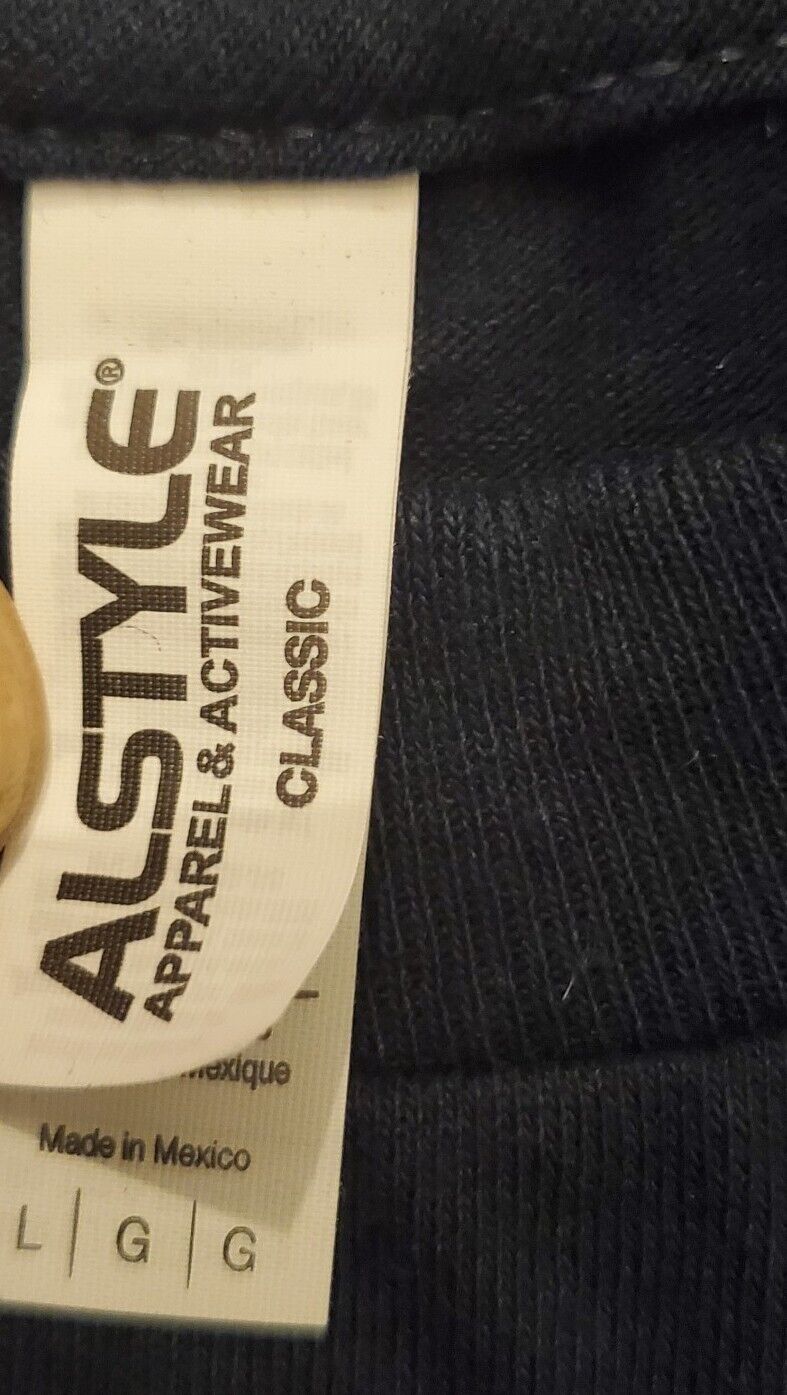 ALSTYLE®
APPAREL & ACTIVEWEAR
CLASSIC
Made in Mexico
L | G | G